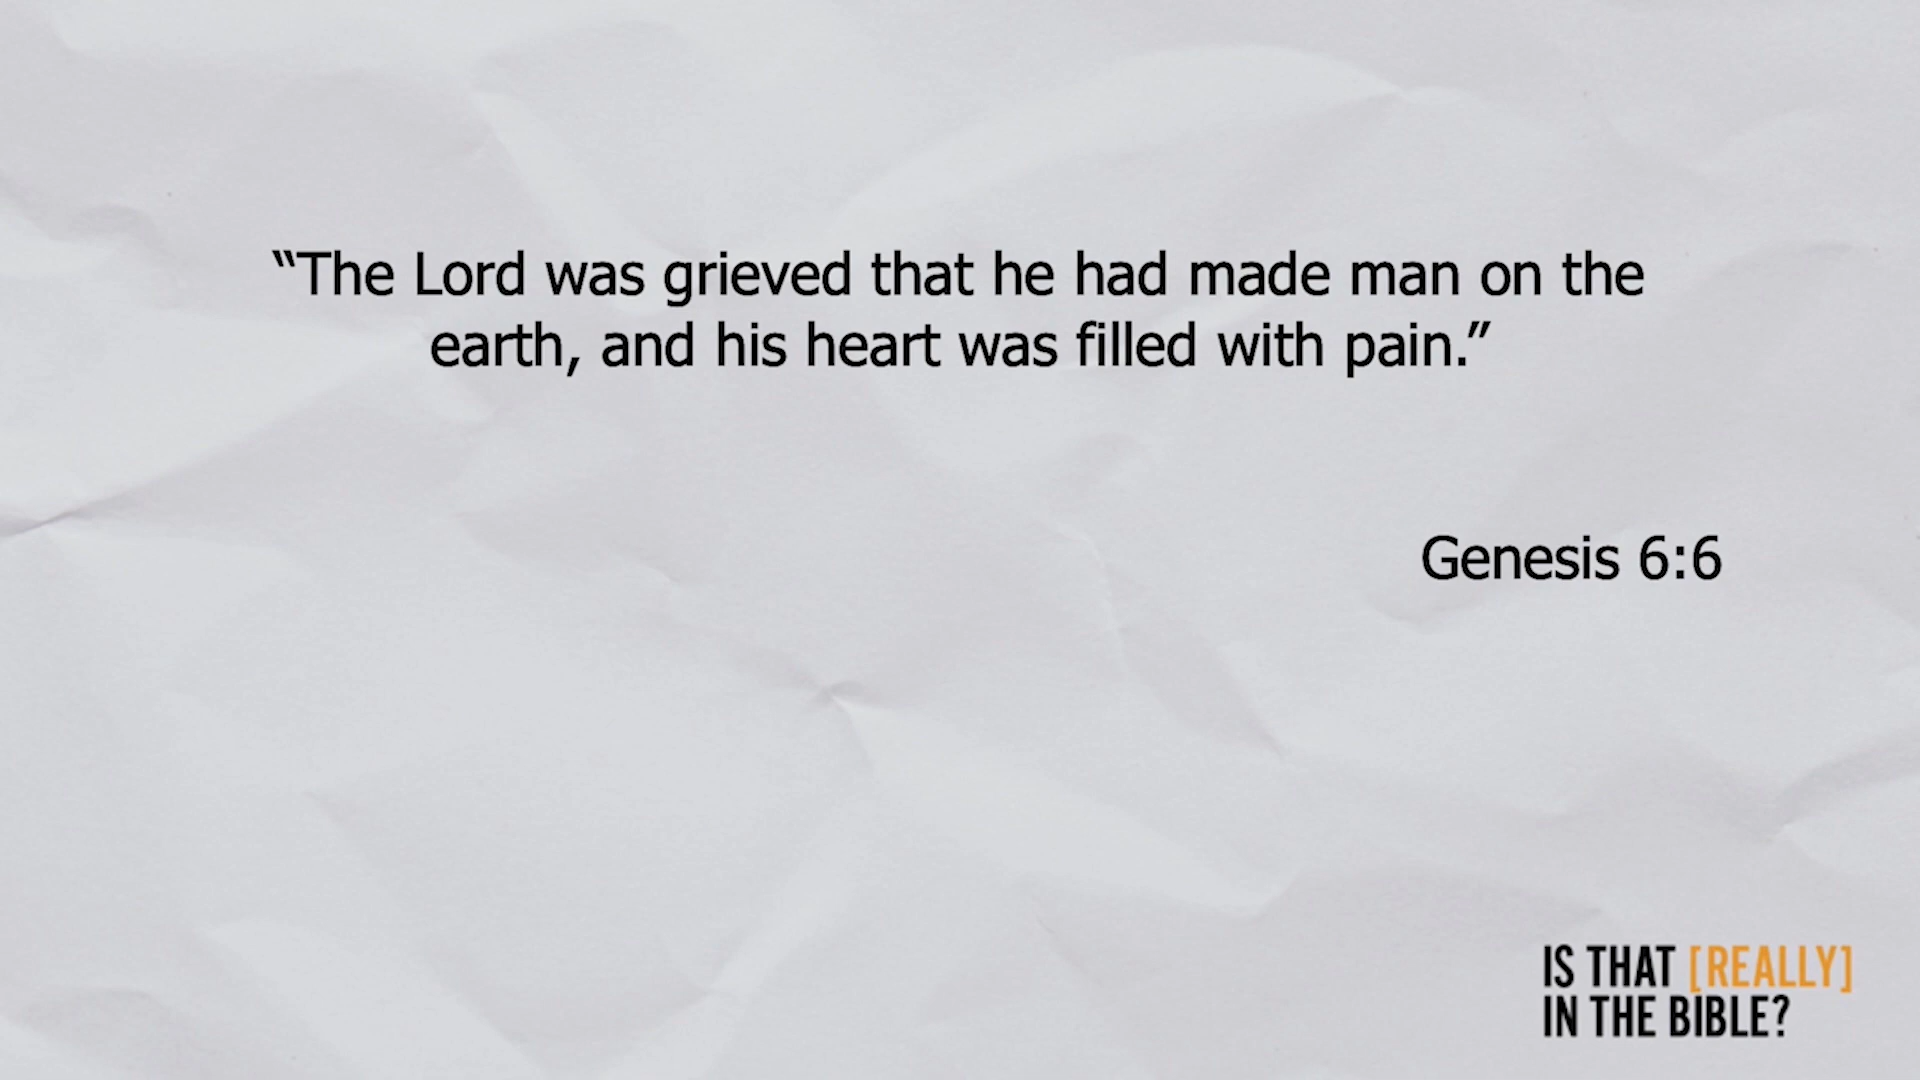 “The Lord was grieved that he had made man on the
earth, and his heart was filled with pain.”
Genesis 6:6
IS THAT [REALLY]
IN THE BIBLE?